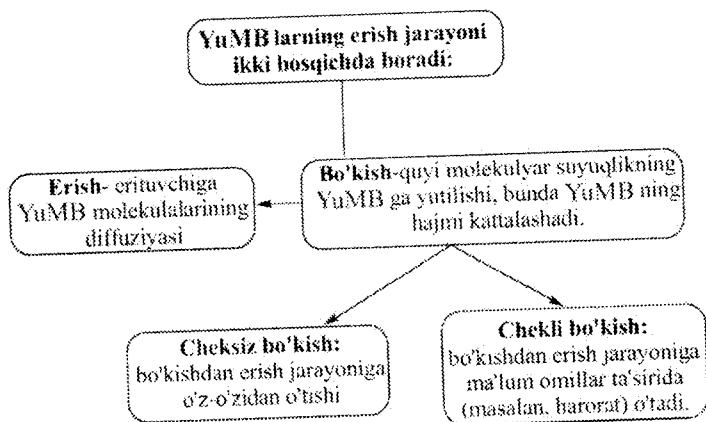 YuMB larning erish jarayoni
ikki bosqichda boradi:
Bo'kish-quyi molekulyar suyuqlikning
YuMB ga yutilishi, bunda YuMB ning
hajmi kattalashadi.
Erish- erituvchiga
YuMB molekulalarining
diffuziyasi
Cheksiz bo'kish:
bo'kishdan erish jarayoniga
o'z-o'zidan o'tishi
Chekli bo'kish:
bo'kishdan erish jarayoniga
ma'lum omillar ta'sirida
(masalan, harorat) o'tadi.